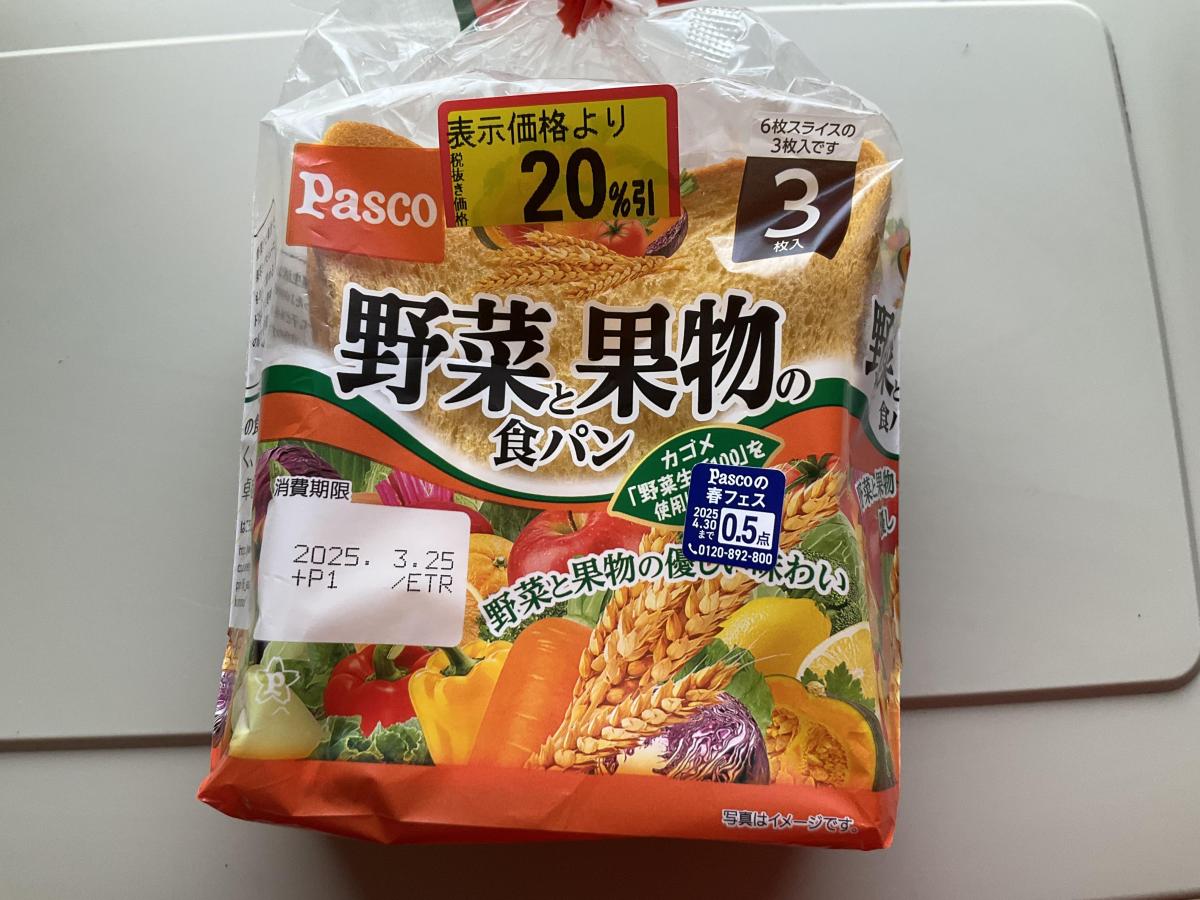 表示価格より
税抜き価格
20%引
Pasco
6枚スライスの
3枚入です
3
枚入
野菜と果物の
食パン
カゴメ
を
使用
Pascoの
春フェス
2025
4.30
まで
0.5点
0120-892-800
消費期限
2025. 3.25
+P1 /ETR
野菜と果物の優しい味わい
写真はイメージです。